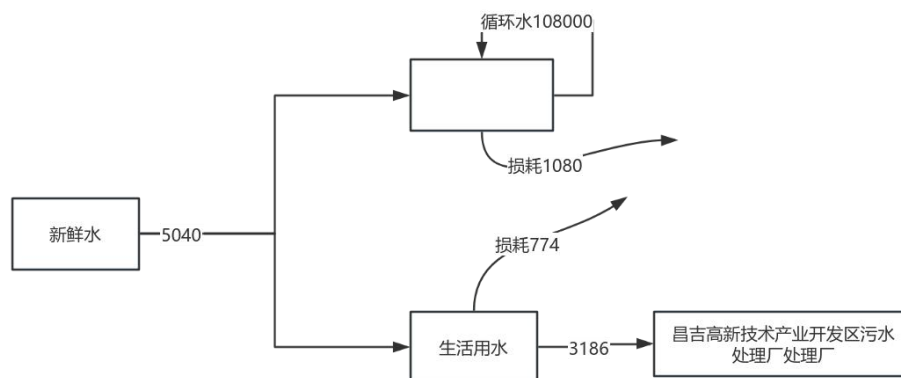 循环水108000
损耗1080
新鲜水
5040
损耗774
生活用水
3186
昌吉高新技术产业开发区污水
处理厂处理厂